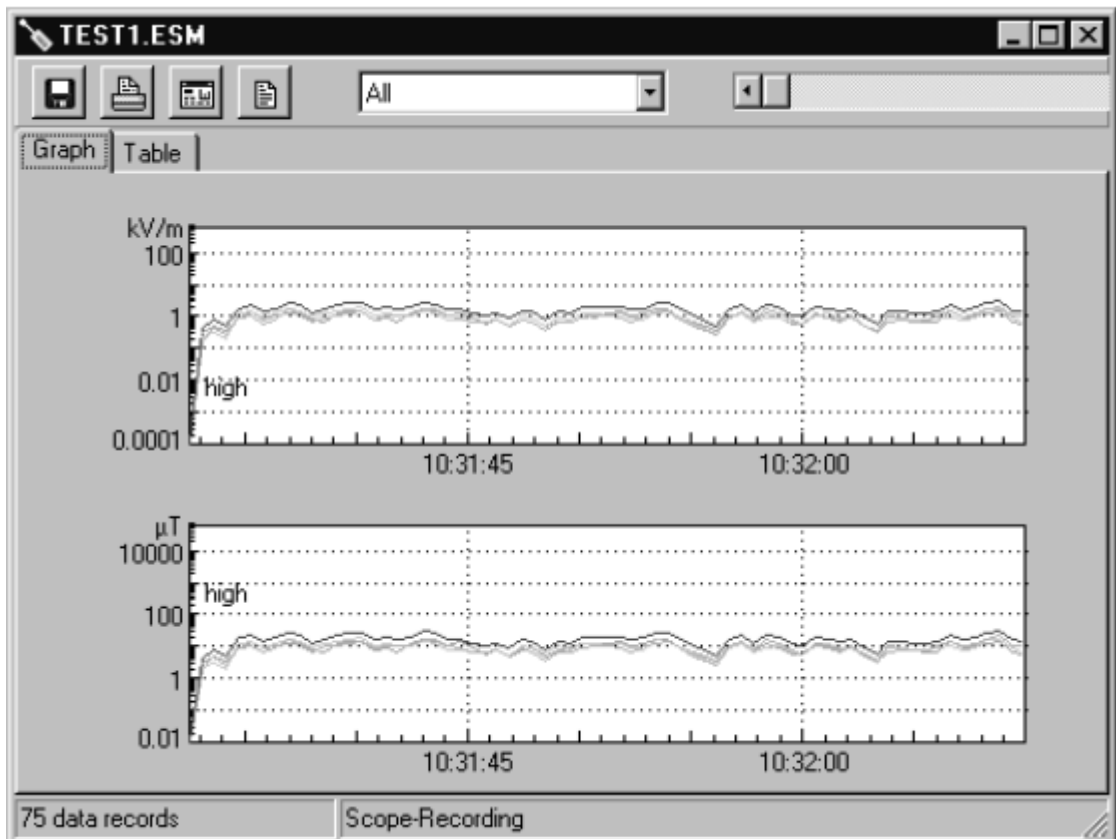 TEST1.ESM
All
Graph Table
kV/m
100
1
0.01
high
0.0001
10:31:45 10:32:00
µT
10000
high
100
1
0.01
10:31:45 10:32:00
75 data records Scope-Recording